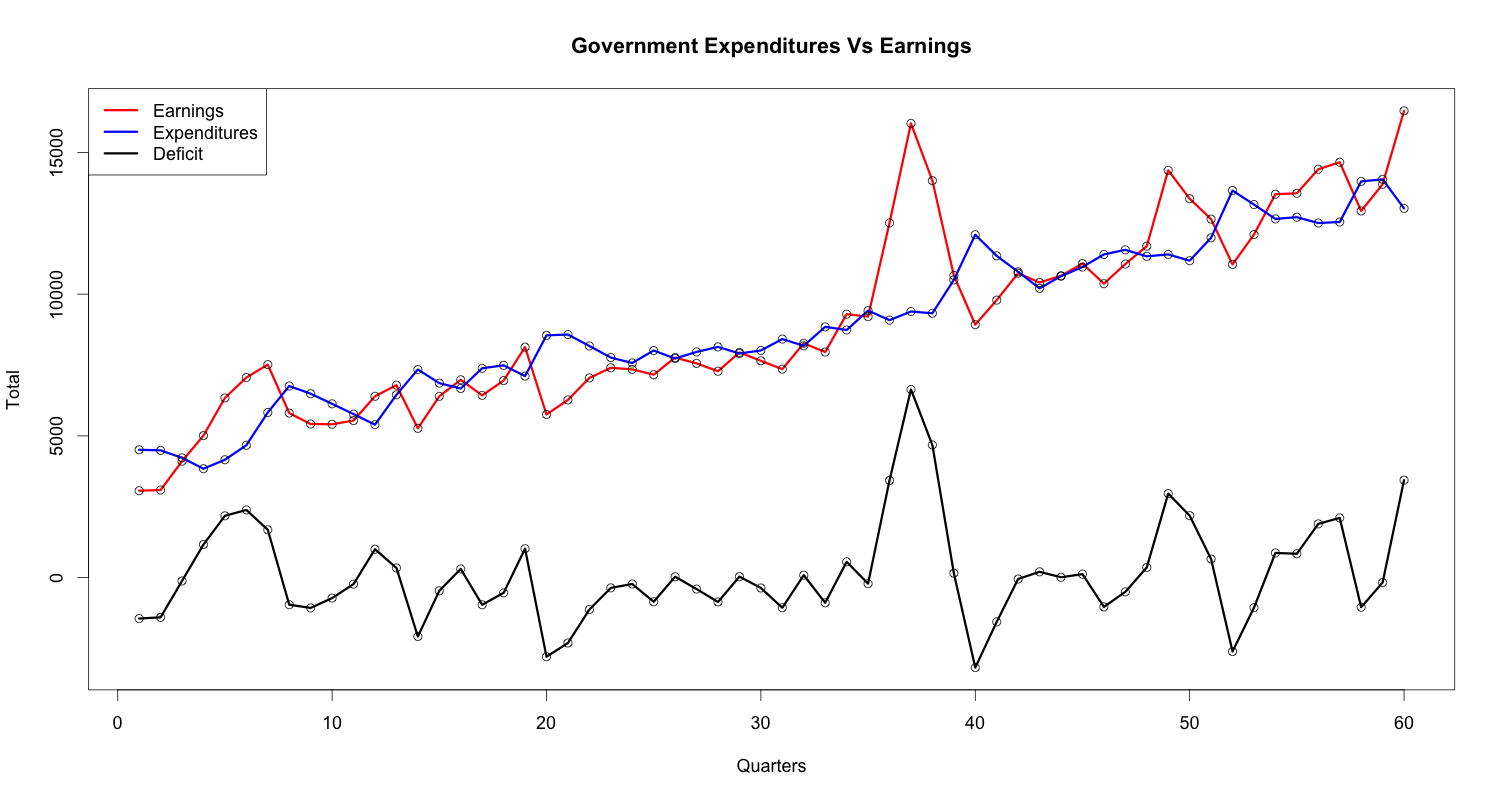 Government Expenditures Vs Earnings
Earnings
Expenditures
Deficit
15000
10000
5000
0
Total
0 10 20 30 40 50 60
Quarters